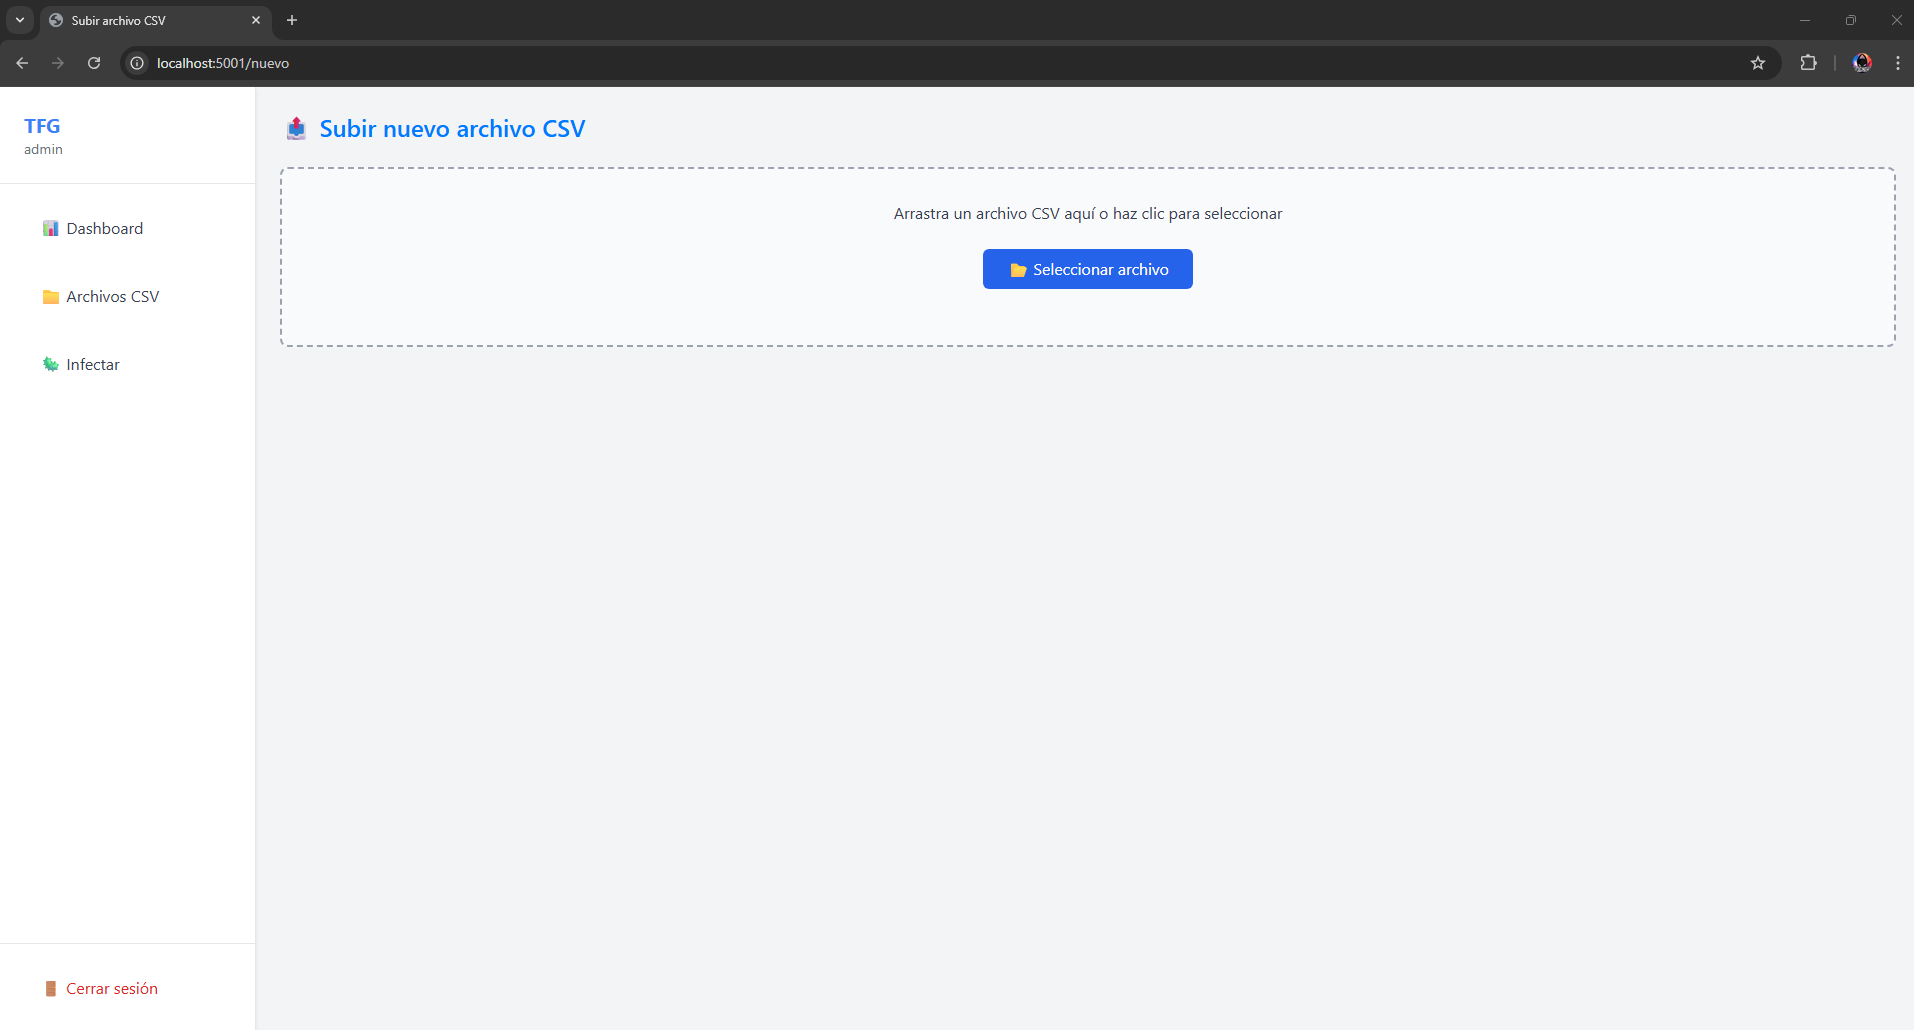 Subir archivo CSV
localhost:5001/nuevo
TFG
admin
Dashboard
Archivos CSV
Infectar
Cerrar sesión
Subir nuevo archivo CSV
Arrastra un archivo CSV aquí o haz clic para seleccionar
Seleccionar archivo